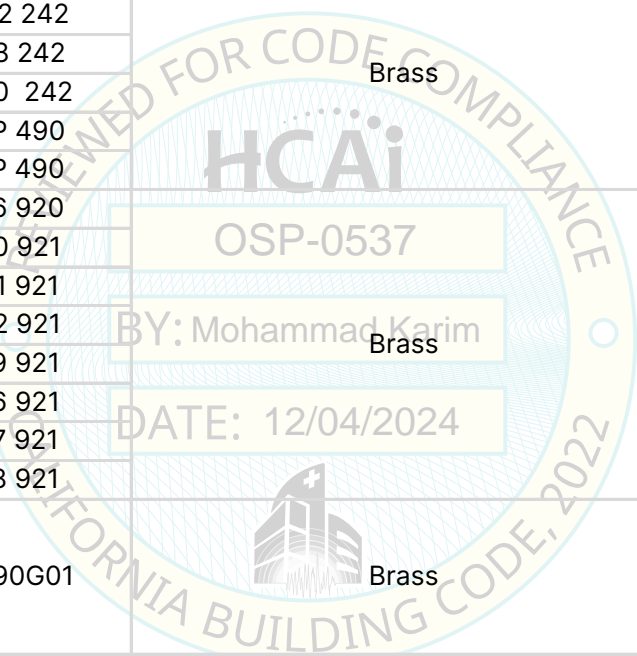 2 242
3 242
0 242
P 490
P 490
Brass
6 920
0 921
1 921
2 921
9 921
6 921
7 921
3 921
Brass
90G01
Brass
REVIEWED FOR CODE COMPLIANCE
HCAi
OSP-0537
BY: Mohammad Karim
DATE: 12/04/2024
CALIFORNIA BUILDING CODE, 2022